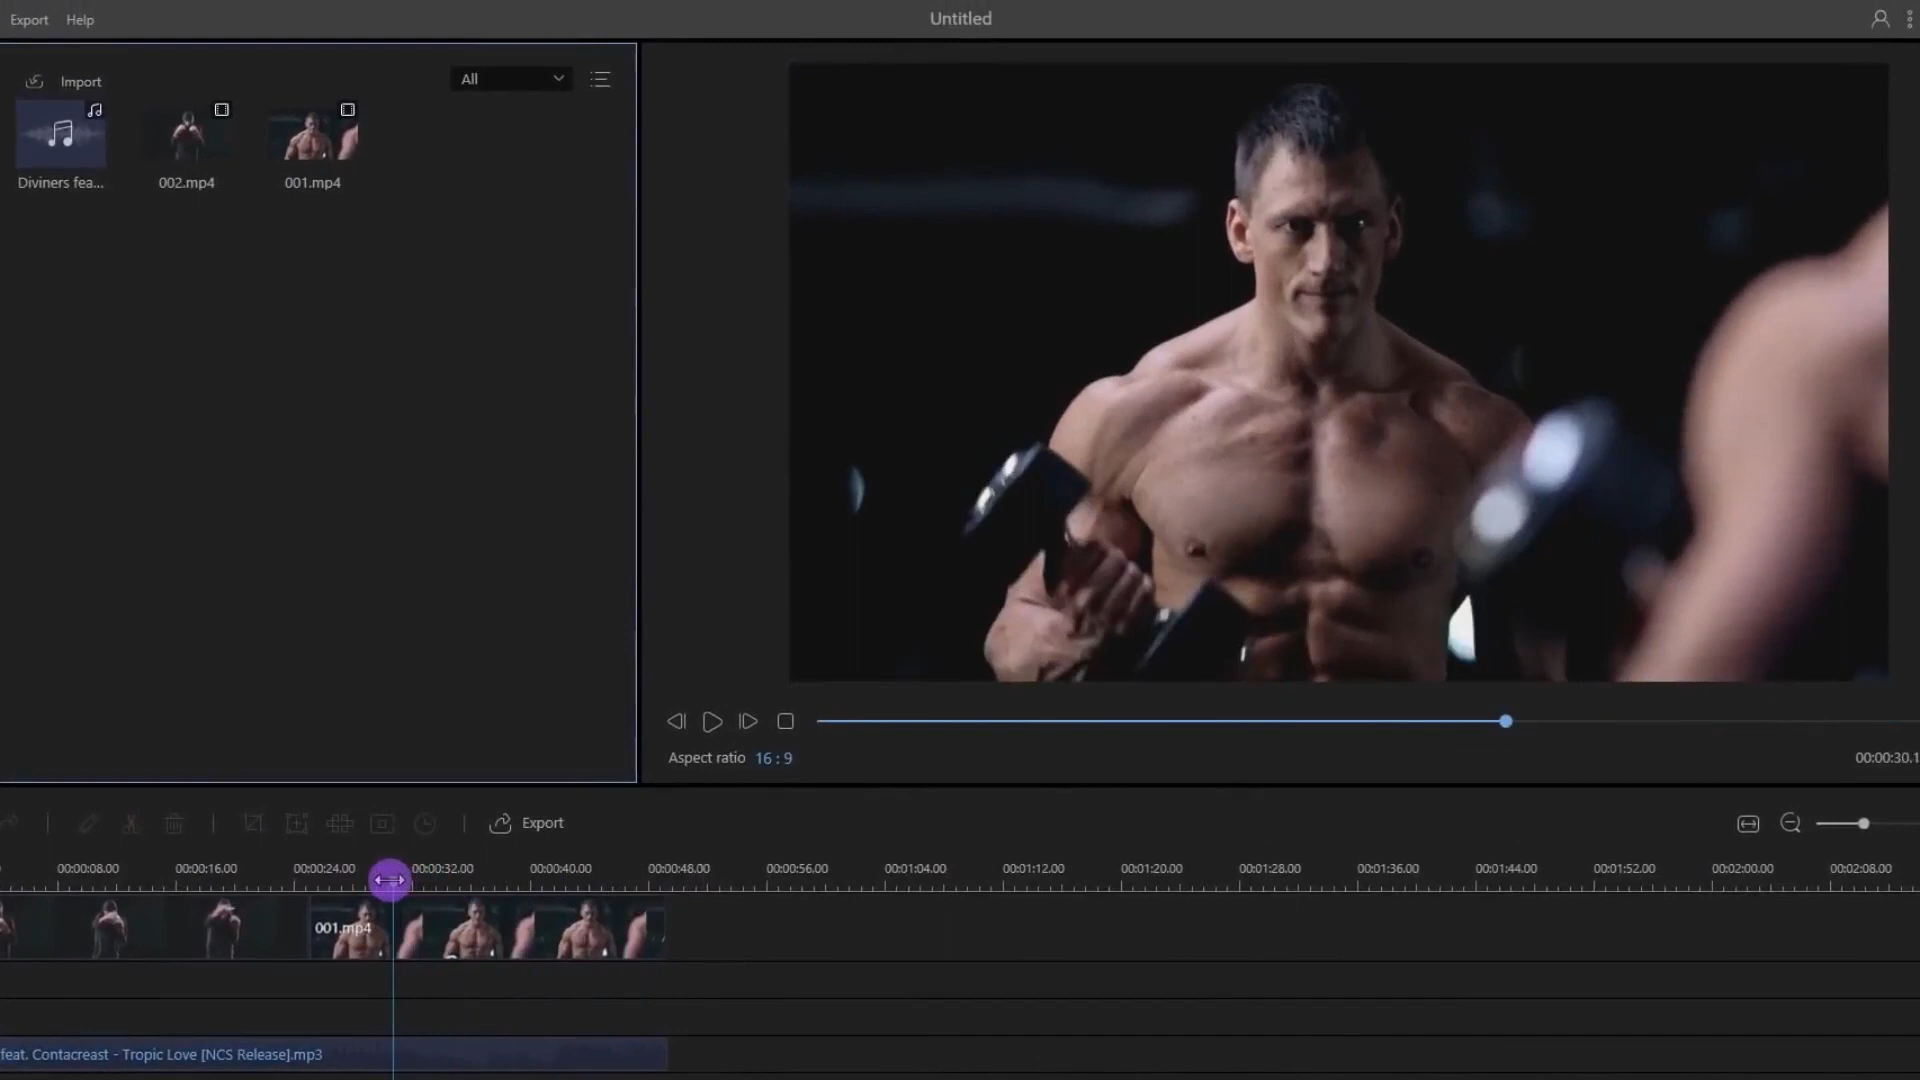 Export Help
Untitled
Import
All
Diviners fea...
002.mp4
001.mp4
Aspect ratio 16 : 9
00:00:30.1
Export
00:00:08.00 00:00:16.00 00:00:24.00 00:00:32.00 00:00:40.00 00:00:48.00 00:00:56.00 00:01:04.00 00:01:12.00 00:01:20.00 00:01:28.00 00:01:36.00 00:01:44.00 00:01:52.00 00:02:00.00 00:02:08.00
001.mp4
feat. Contacreast - Tropic Love [NCS Release].mp3